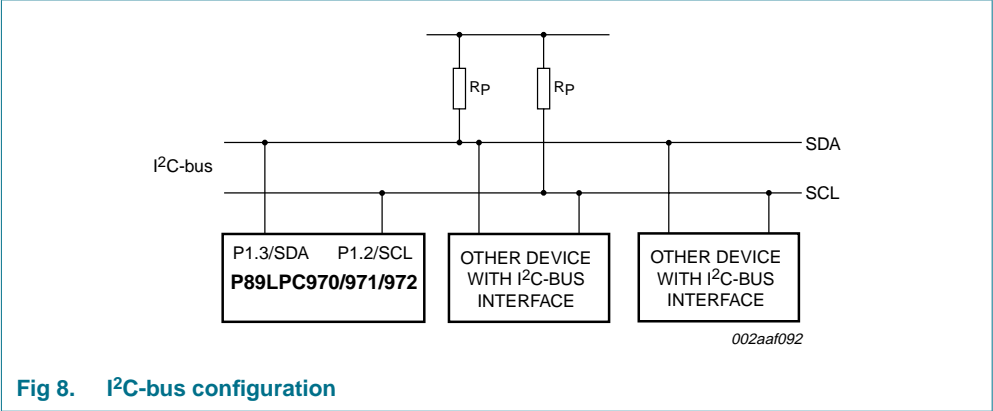 RP
RP
SDA
I2C-bus
SCL
P1.3/SDA P1.2/SCL
P89LPC970/971/972
OTHER DEVICE
WITH I2C-BUS
INTERFACE
OTHER DEVICE
WITH I2C-BUS
INTERFACE
002aaf092
Fig 8. I2C-bus configuration